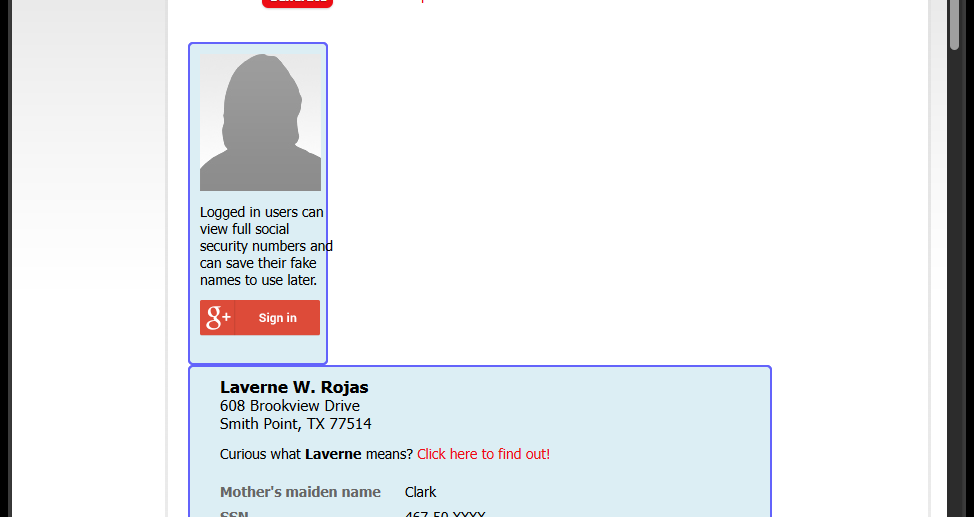 Logged in users can
view full social
security numbers and
can save their fake
names to use later.
g+ Sign in
Laverne W. Rojas
608 Brookview Drive
Smith Point, TX 77514
Curious what Laverne means? Click here to find out!
Mother's maiden name Clark
SSN 467-50-XXXX